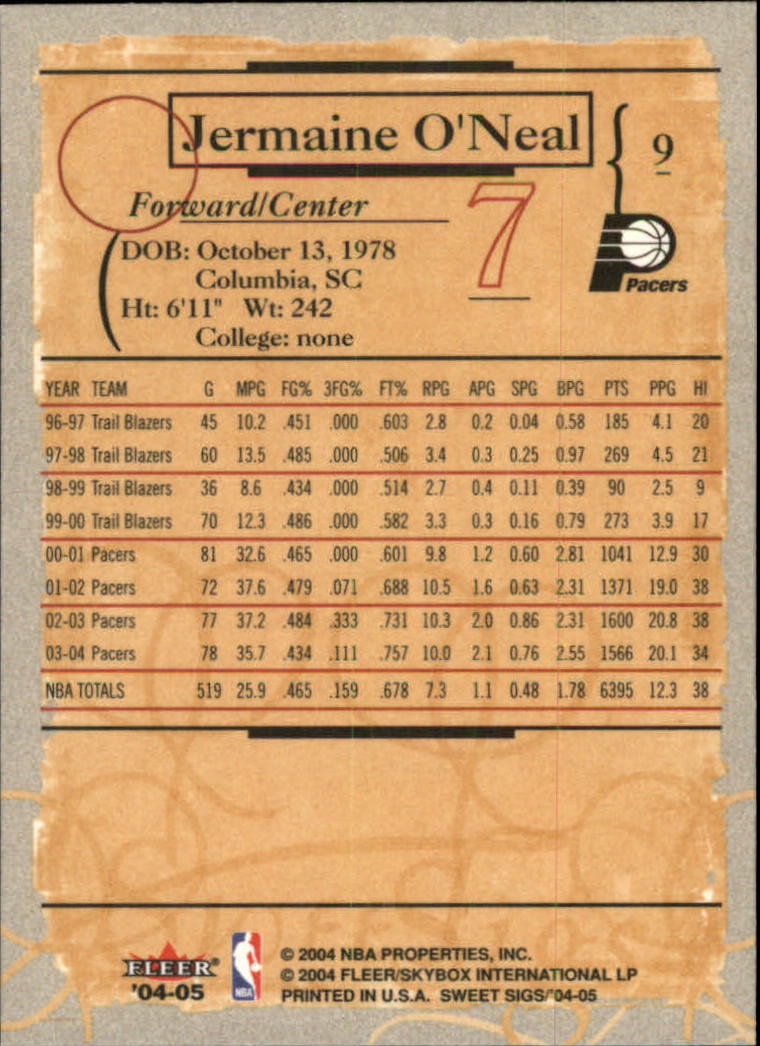 Jermaine O'Neal
9
Forward/Center
7
DOB: October 13, 1978
Columbia, SC
Ht: 6'11" Wt: 242
College: none
Pacers
YEAR TEAM G MPG FG% 3FG% FT% RPG APG SPG BPG PTS PPG HI
96-97 Trail Blazers 45 10.2 .451 .000 .603 2.8 0.2 0.04 0.58 185 4.1 20
97-98 Trail Blazers 60 13.5 .485 .000 .506 3.4 0.3 0.25 0.97 269 4.5 21
98-99 Trail Blazers 36 8.6 .434 .000 .514 2.7 0.4 0.11 0.39 90 2.5 9
99-00 Trail Blazers 70 12.3 .486 .000 .582 3.3 0.3 0.16 0.79 273 3.9 17
00-01 Pacers 81 32.6 .465 .000 .601 9.8 1.2 0.60 2.81 1041 12.9 30
01-02 Pacers 72 37.6 .479 .071 .688 10.5 1.6 0.63 2.31 1371 19.0 38
02-03 Pacers 77 37.2 .484 .333 .731 10.3 2.0 0.86 2.31 1600 20.8 38
03-04 Pacers 78 35.7 .434 .111 .757 10.0 2.1 0.76 2.55 1566 20.1 34
NBA TOTALS 519 25.9 .465 .159 .678 7.3 1.1 0.48 1.78 6395 12.3 38
FLEER®
'04-05
NBA
© 2004 NBA PROPERTIES, INC.
© 2004 FLEER/SKYBOX INTERNATIONAL LP
PRINTED IN U.S.A. SWEET SIGS/'04-05